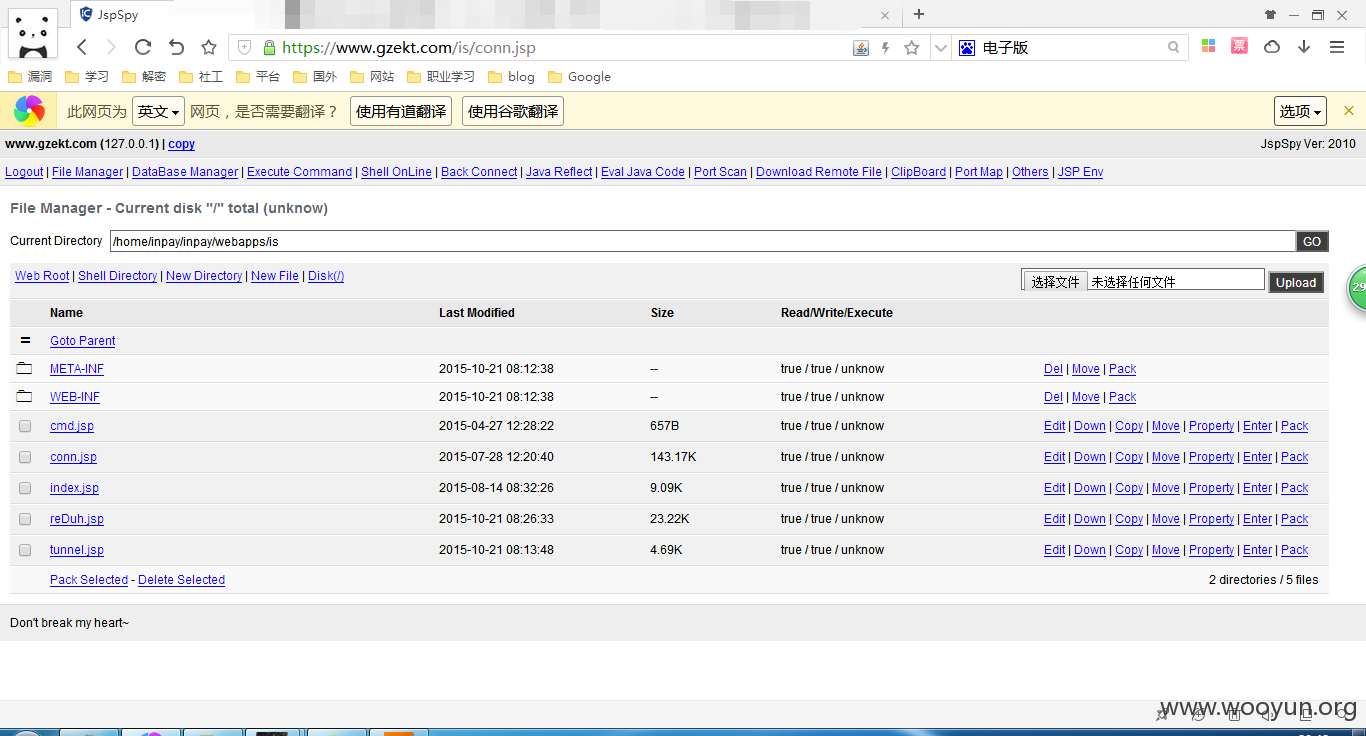 JspSpy
https://www.gzekt.com/is/conn.jsp
电子版
票
漏洞 学习 解密 社工 平台 国外 网站 职业学习 blog Google
此网页为 英文 网页，是否需要翻译？ 使用有道翻译 使用谷歌翻译 选项
www.gzekt.com (127.0.0.1) | copy JspSpy Ver: 2010
Logout | File Manager | DataBase Manager | Execute Command | Shell OnLine | Back Connect | Java Reflect | Eval Java Code | Port Scan | Download Remote File | ClipBoard | Port Map | Others | JSP Env
File Manager - Current disk "/" total (unknow)
Current Directory /home/inpay/inpay/webapps/is GO
Web Root | Shell Directory | New Directory | New File | Disk(/) 选择文件 未选择任何文件 Upload
29
Name Last Modified Size Read/Write/Execute
= Goto Parent
META-INF 2015-10-21 08:12:38 -- true / true / unknow Del | Move | Pack
WEB-INF 2015-10-21 08:12:38 -- true / true / unknow Del | Move | Pack
cmd.jsp 2015-04-27 12:28:22 657B true / true / unknow Edit | Down | Copy | Move | Property | Enter | Pack
conn.jsp 2015-07-28 12:20:40 143.17K true / true / unknow Edit | Down | Copy | Move | Property | Enter | Pack
index.jsp 2015-08-14 08:32:26 9.09K true / true / unknow Edit | Down | Copy | Move | Property | Enter | Pack
reDuh.jsp 2015-10-21 08:26:33 23.22K true / true / unknow Edit | Down | Copy | Move | Property | Enter | Pack
tunnel.jsp 2015-10-21 08:13:48 4.69K true / true / unknow Edit | Down | Copy | Move | Property | Enter | Pack
Pack Selected - Delete Selected 2 directories / 5 files
Don't break my heart~
www.wooyun.org